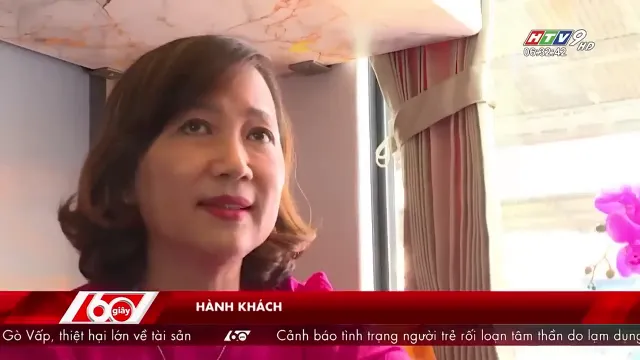 HTV9 HD
06:32:42
60 giây HÀNH KHÁCH
Gò Vấp, thiệt hại lớn về tài sản 60 Cảnh báo tình trạng người trẻ rối loạn tâm thần do lạm dụng